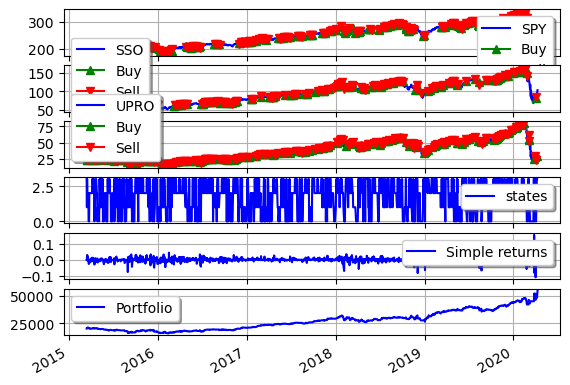 300
200
SPY
Buy
SSO
Buy
Sell
150
100
50
UPRO
Buy
Sell
75
50
25
2.5
0.0
states
0.1
0.0
−0.1
Simple returns
50000
25000
Portfolio
2015
2016
2017
2018
2019
2020